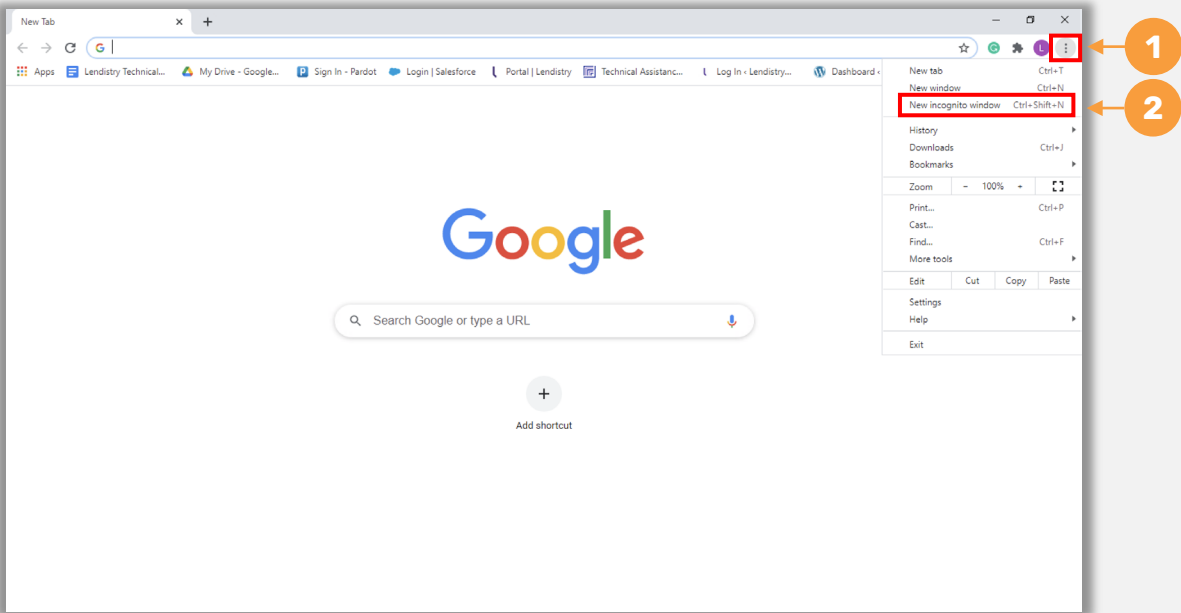 New Tab
1
Apps Lendistry Technical... My Drive - Google... Sign In - Pardot Login | Salesforce Portal | Lendistry Technical Assistanc... Log In ‹ Lendistry... Dashboard ‹
New tab Ctrl+T
New window Ctrl+N
New incognito window Ctrl+Shift+N
2
History
Downloads Ctrl+J
Bookmarks
Zoom - 100% +
Print... Ctrl+P
Cast...
Find... Ctrl+F
More tools
Edit Cut Copy Paste
Settings
Help
Exit
Google
Search Google or type a URL
Add shortcut